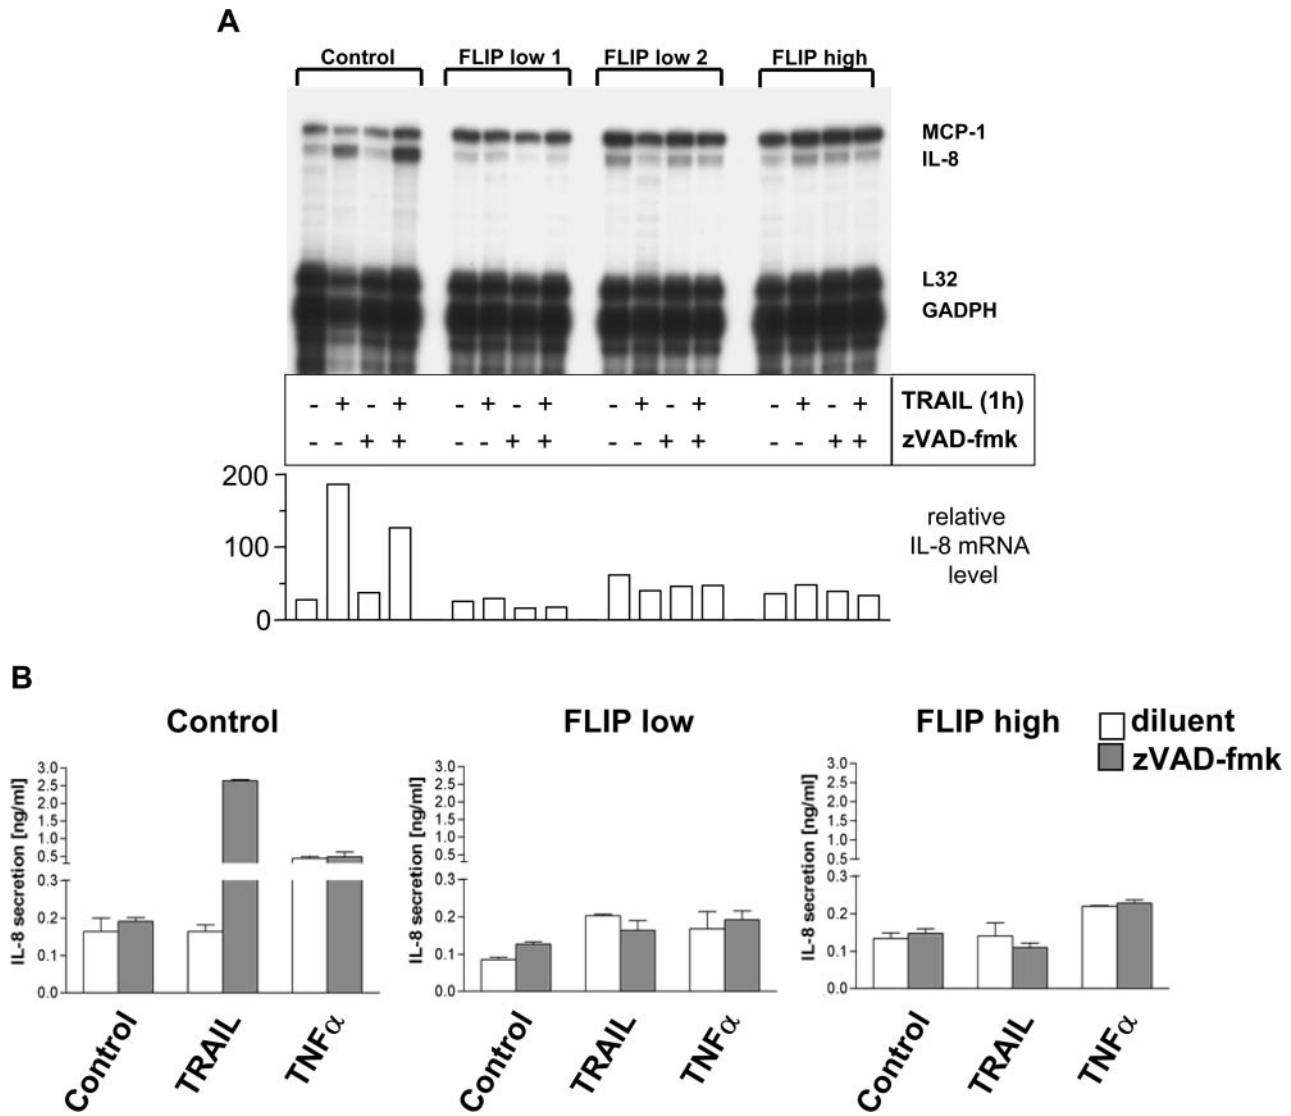 A
Control FLIP low 1 FLIP low 2 FLIP high
MCP-1
IL-8
L32
GADPH
- + - + - + - + - + - + - + - + TRAIL (1h)
- - + + - - + + - - + + - - + + zVAD-fmk
200
100
0
relative
IL-8 mRNA
level
B
Control FLIP low FLIP high
diluent
zVAD-fmk
IL-8 secretion [ng/ml]
3.0
2.5
2.0
1.5
1.0
0.5
0.3
0.2
0.1
0.0
Control TRAIL TNFα
IL-8 secretion [ng/ml]
3.0
2.5
2.0
1.5
1.0
0.5
0.3
0.2
0.1
0.0
Control TRAIL TNFα
IL-8 secretion [ng/ml]
3.0
2.5
2.0
1.5
1.0
0.5
0.3
0.2
0.1
0.0
Control TRAIL TNFα